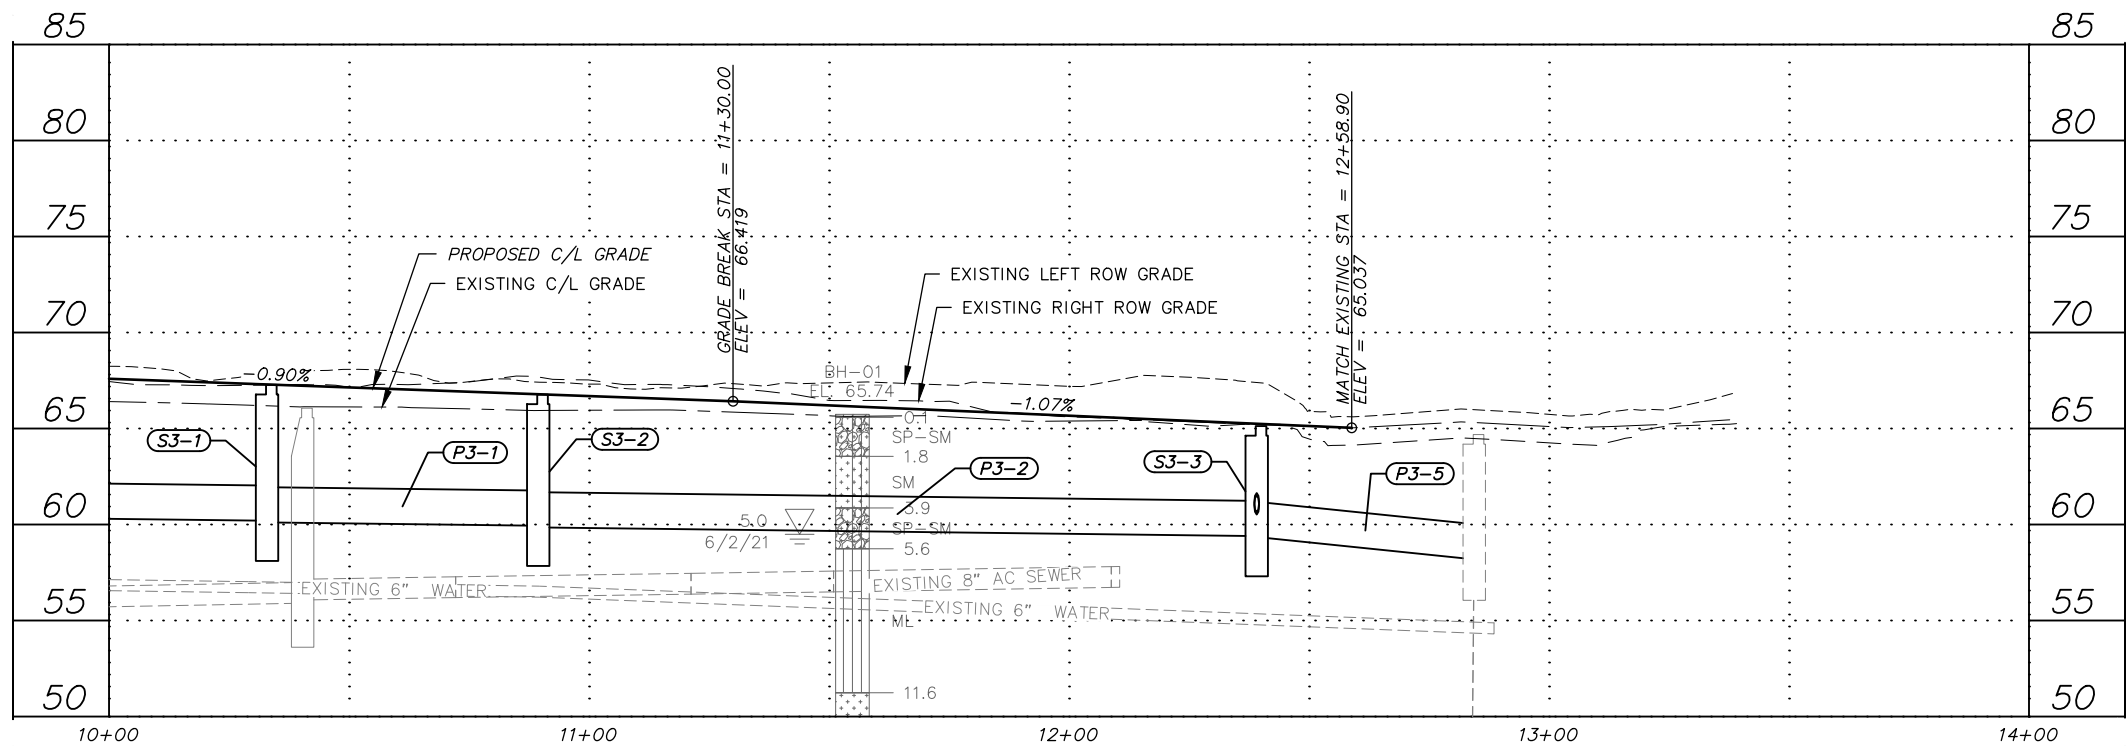 85
85
80
80
75
75
70
70
65
65
60
60
55
55
50
50
10+00
11+00
12+00
13+00
14+00
GRADE BREAK STA = 11+30.00
ELEV = 66.419
MATCH EXISTING STA = 12+58.90
ELEV = 65.037
PROPOSED C/L GRADE
EXISTING C/L GRADE
EXISTING LEFT ROW GRADE
EXISTING RIGHT ROW GRADE
-0.90%
-1.07%
BH-01
EL. 65.74
0.1
SP-SM
1.8
SM
3.9
SP-SM
5.6
ML
11.6
5.0
6/2/21
S3-1
P3-1
S3-2
P3-2
S3-3
P3-5
EXISTING 6" WATER
EXISTING 8" AC SEWER
EXISTING 6" WATER